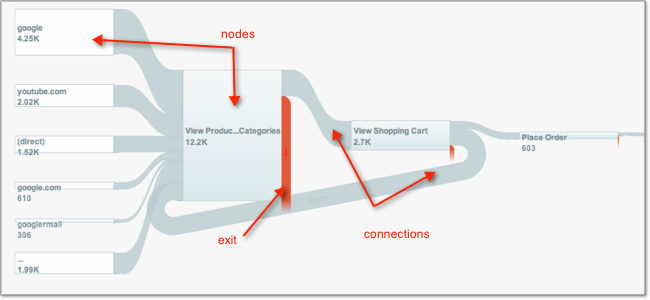 nodes
google
4.25K
youtube.com
2.02K
(direct)
1.52K
google.com
610
googlermall
306
...
1.99K
View Produc...Categories
12.2K
View Shopping Cart
2.7K
Place Order
603
exit
connections